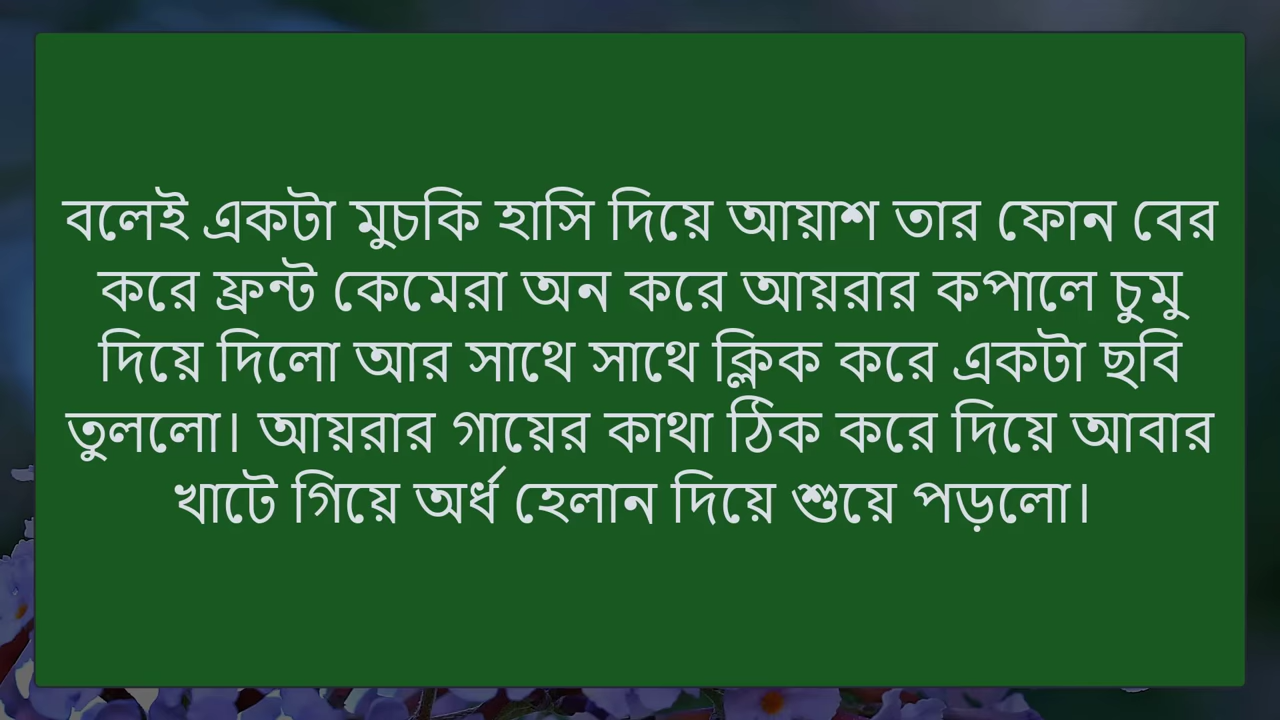 বলেই একটা মুচকি হাসি দিয়ে আয়াশ তার ফোন বের
করে ফ্রন্ট কেমেরা অন করে আয়রার কপালে চুমু
দিয়ে দিলো আর সাথে সাথে ক্লিক করে একটা ছবি
তুললো। আয়রার গায়ের কাথা ঠিক করে দিয়ে আবার
খাটে গিয়ে অর্ধ হেলান দিয়ে শুয়ে পড়লো।